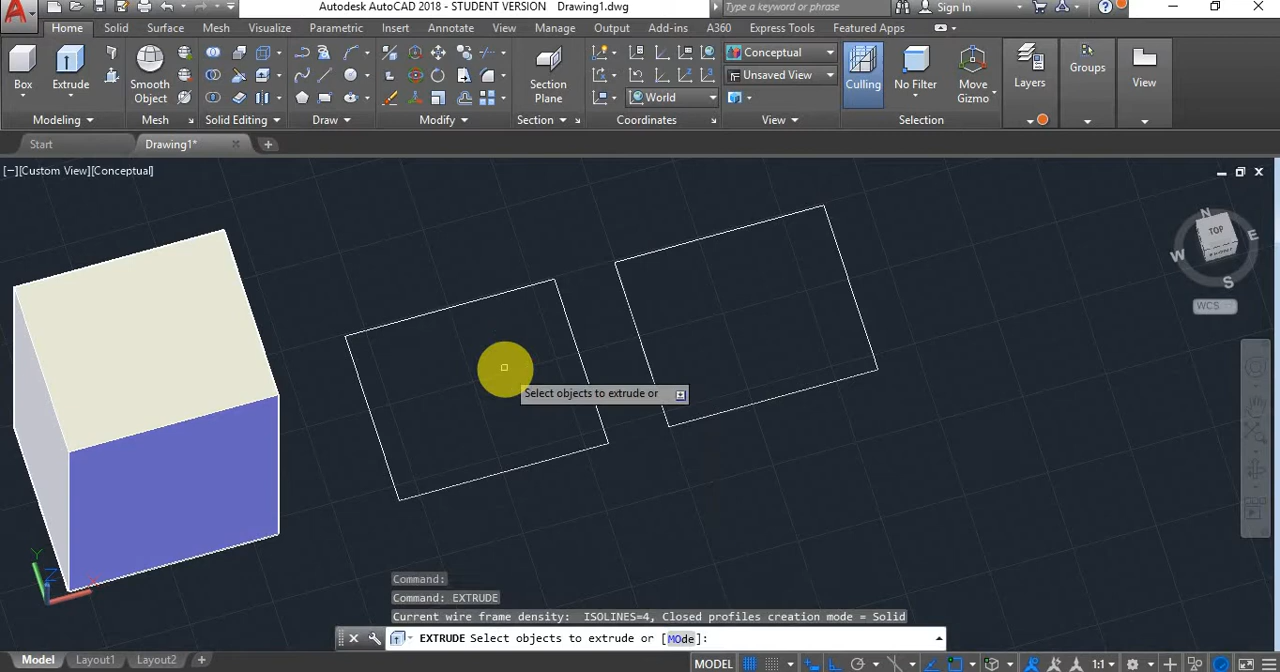 Autodesk AutoCAD 2018 - STUDENT VERSION Drawing1.dwg
Type a keyword or phrase
Sign In
Home Solid Surface Mesh Visualize Parametric Insert Annotate View Manage Output Add-ins A360 Express Tools Featured Apps
Box
Extrude
Smooth
Object
Section
Plane
Conceptual
Unsaved View
World
Culling
No Filter
Move
Gizmo
Layers
Groups
View
Modeling Mesh Solid Editing Draw Modify Section Coordinates View Selection
Start Drawing1*
[−][Custom View][Conceptual]
N
W
E
S
TOP
WCS
Select objects to extrude or
Y
Z
Command:
Command: EXTRUDE
Current wire frame density: ISOLINES=4, Closed profiles creation mode = Solid
EXTRUDE Select objects to extrude or [MOde]:
Model Layout1 Layout2 +
MODEL
1:1